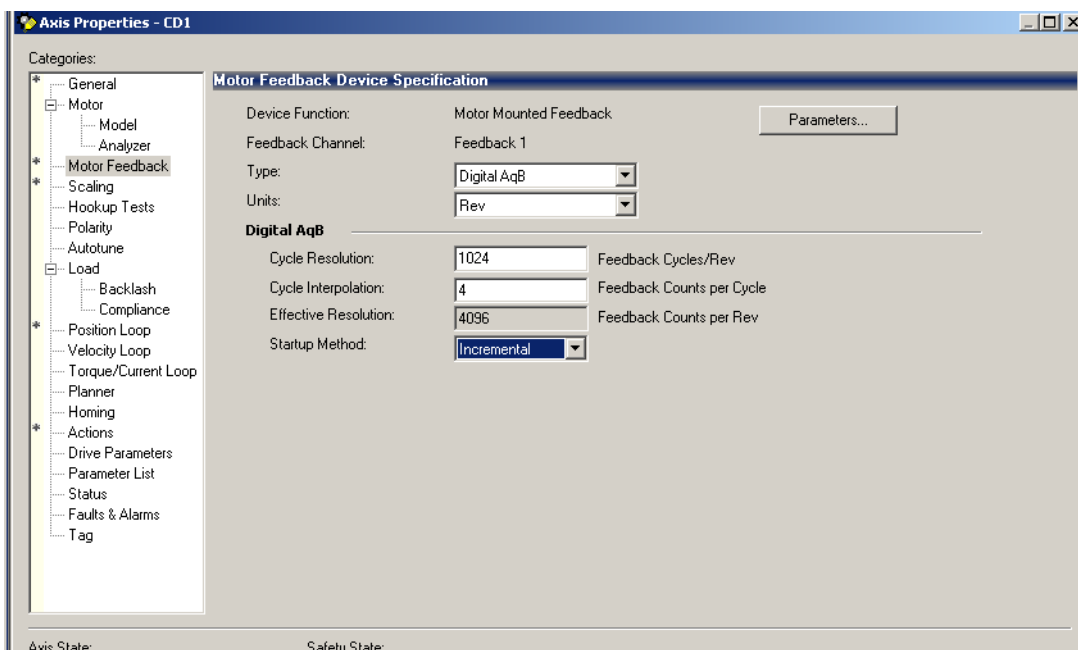 Axis Properties - CD1
Categories:
* General
Motor
Model
Analyzer
* Motor Feedback
* Scaling
Hookup Tests
Polarity
Autotune
Load
Backlash
Compliance
* Position Loop
Velocity Loop
Torque/Current Loop
Planner
Homing
* Actions
Drive Parameters
Parameter List
Status
Faults & Alarms
Tag
Motor Feedback Device Specification
Device Function: Motor Mounted Feedback Parameters...
Feedback Channel: Feedback 1
Type: Digital AqB
Units: Rev
Digital AqB
Cycle Resolution: 1024 Feedback Cycles/Rev
Cycle Interpolation: 4 Feedback Counts per Cycle
Effective Resolution: 4096 Feedback Counts per Rev
Startup Method: Incremental
Axis State: Safety State: